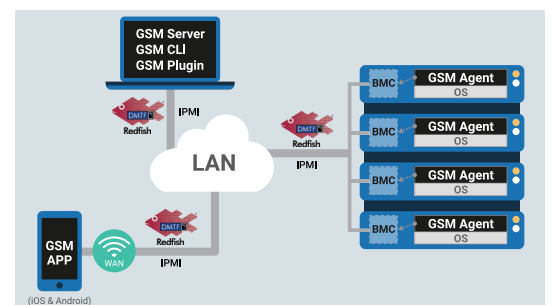 GSM Server
GSM CLI
GSM Plugin
DMTF
Redfish
IPMI
LAN
DMTF
Redfish
IPMI
BMC
GSM Agent
OS
BMC
GSM Agent
OS
BMC
GSM Agent
OS
BMC
GSM Agent
OS
GSM
APP
WAN
DMTF
Redfish
IPMI
(iOS & Android)